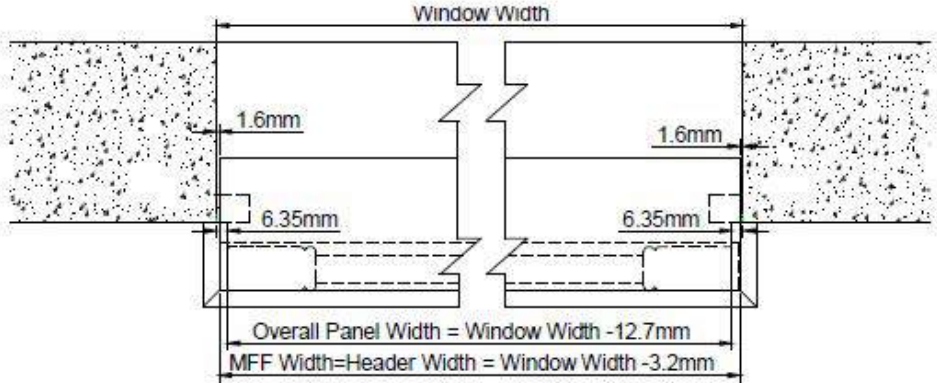 Window Width
1.6mm
1.6mm
6.35mm
6.35mm
Overall Panel Width = Window Width -12.7mm
MFF Width=Header Width = Window Width -3.2mm